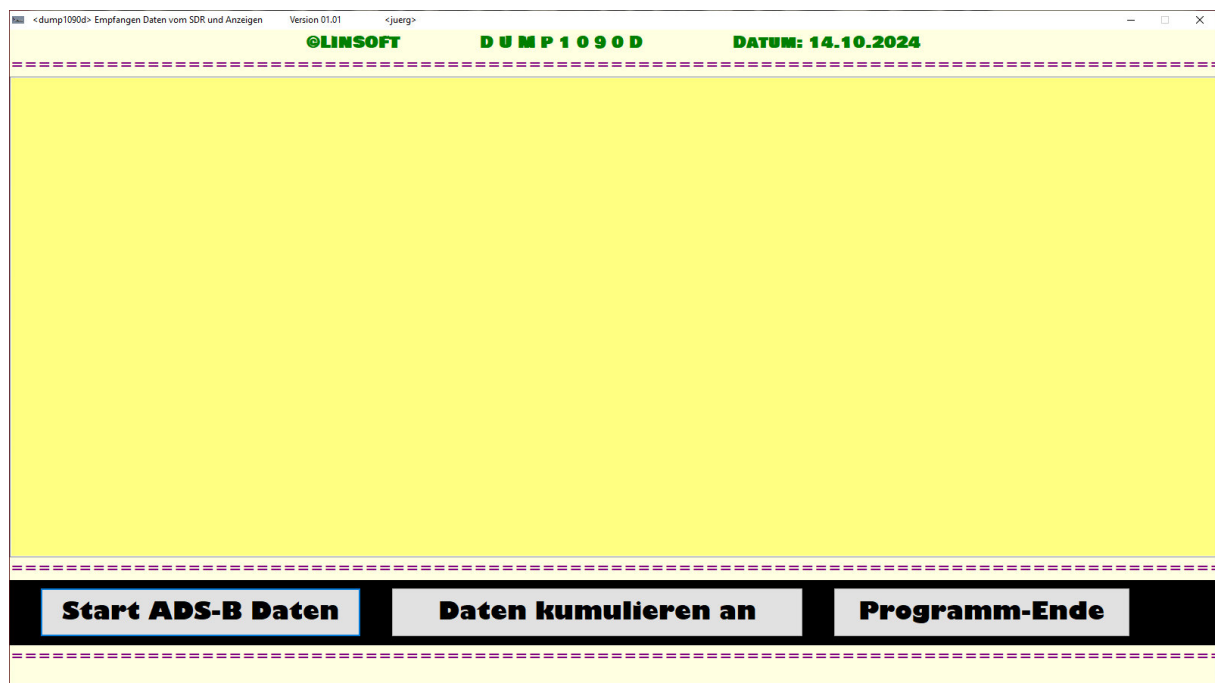 <dump1090d> Empfangen Daten vom SDR und Anzeigen Version 01.01 <juerg>
©LINSOFT D U M P 1 0 9 0 D DATUM: 14.10.2024
========================================================================================
========================================================================================
Start ADS-B Daten Daten kumulieren an Programm-Ende
========================================================================================